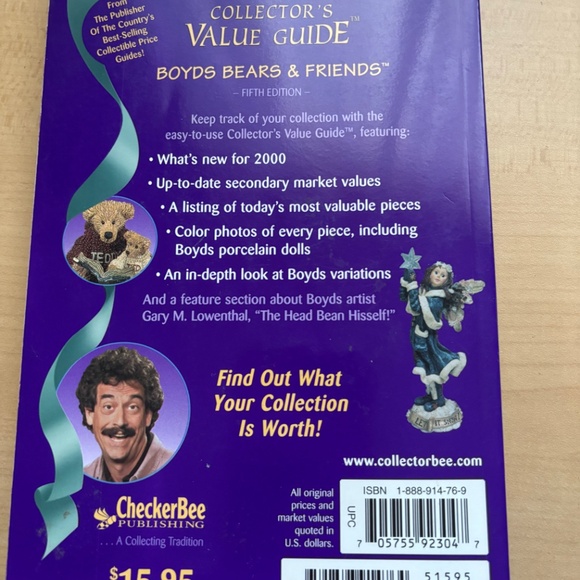 From
The Publisher
Of The Country's
Best-Selling
Collectible Price
Guides!
COLLECTOR'S
VALUE GUIDE™
BOYDS BEARS & FRIENDS™
– FIFTH EDITION –
Keep track of your collection with the
easy-to-use Collector's Value Guide™, featuring:
• What's new for 2000
• Up-to-date secondary market values
• A listing of today's most valuable pieces
• Color photos of every piece, including
Boyds porcelain dolls
• An in-depth look at Boyds variations
And a feature section about Boyds artist
Gary M. Lowenthal, "The Head Bean Hisself!"
Find Out What
Your Collection
Is Worth!
www.collectorbee.com
CheckerBee
PUBLISHING
. . . A Collecting Tradition
$15.95
All original
prices and
market values
quoted in
U.S. dollars.
ISBN 1-888-914-76-9
UPC
7 05755 92304 7
51595